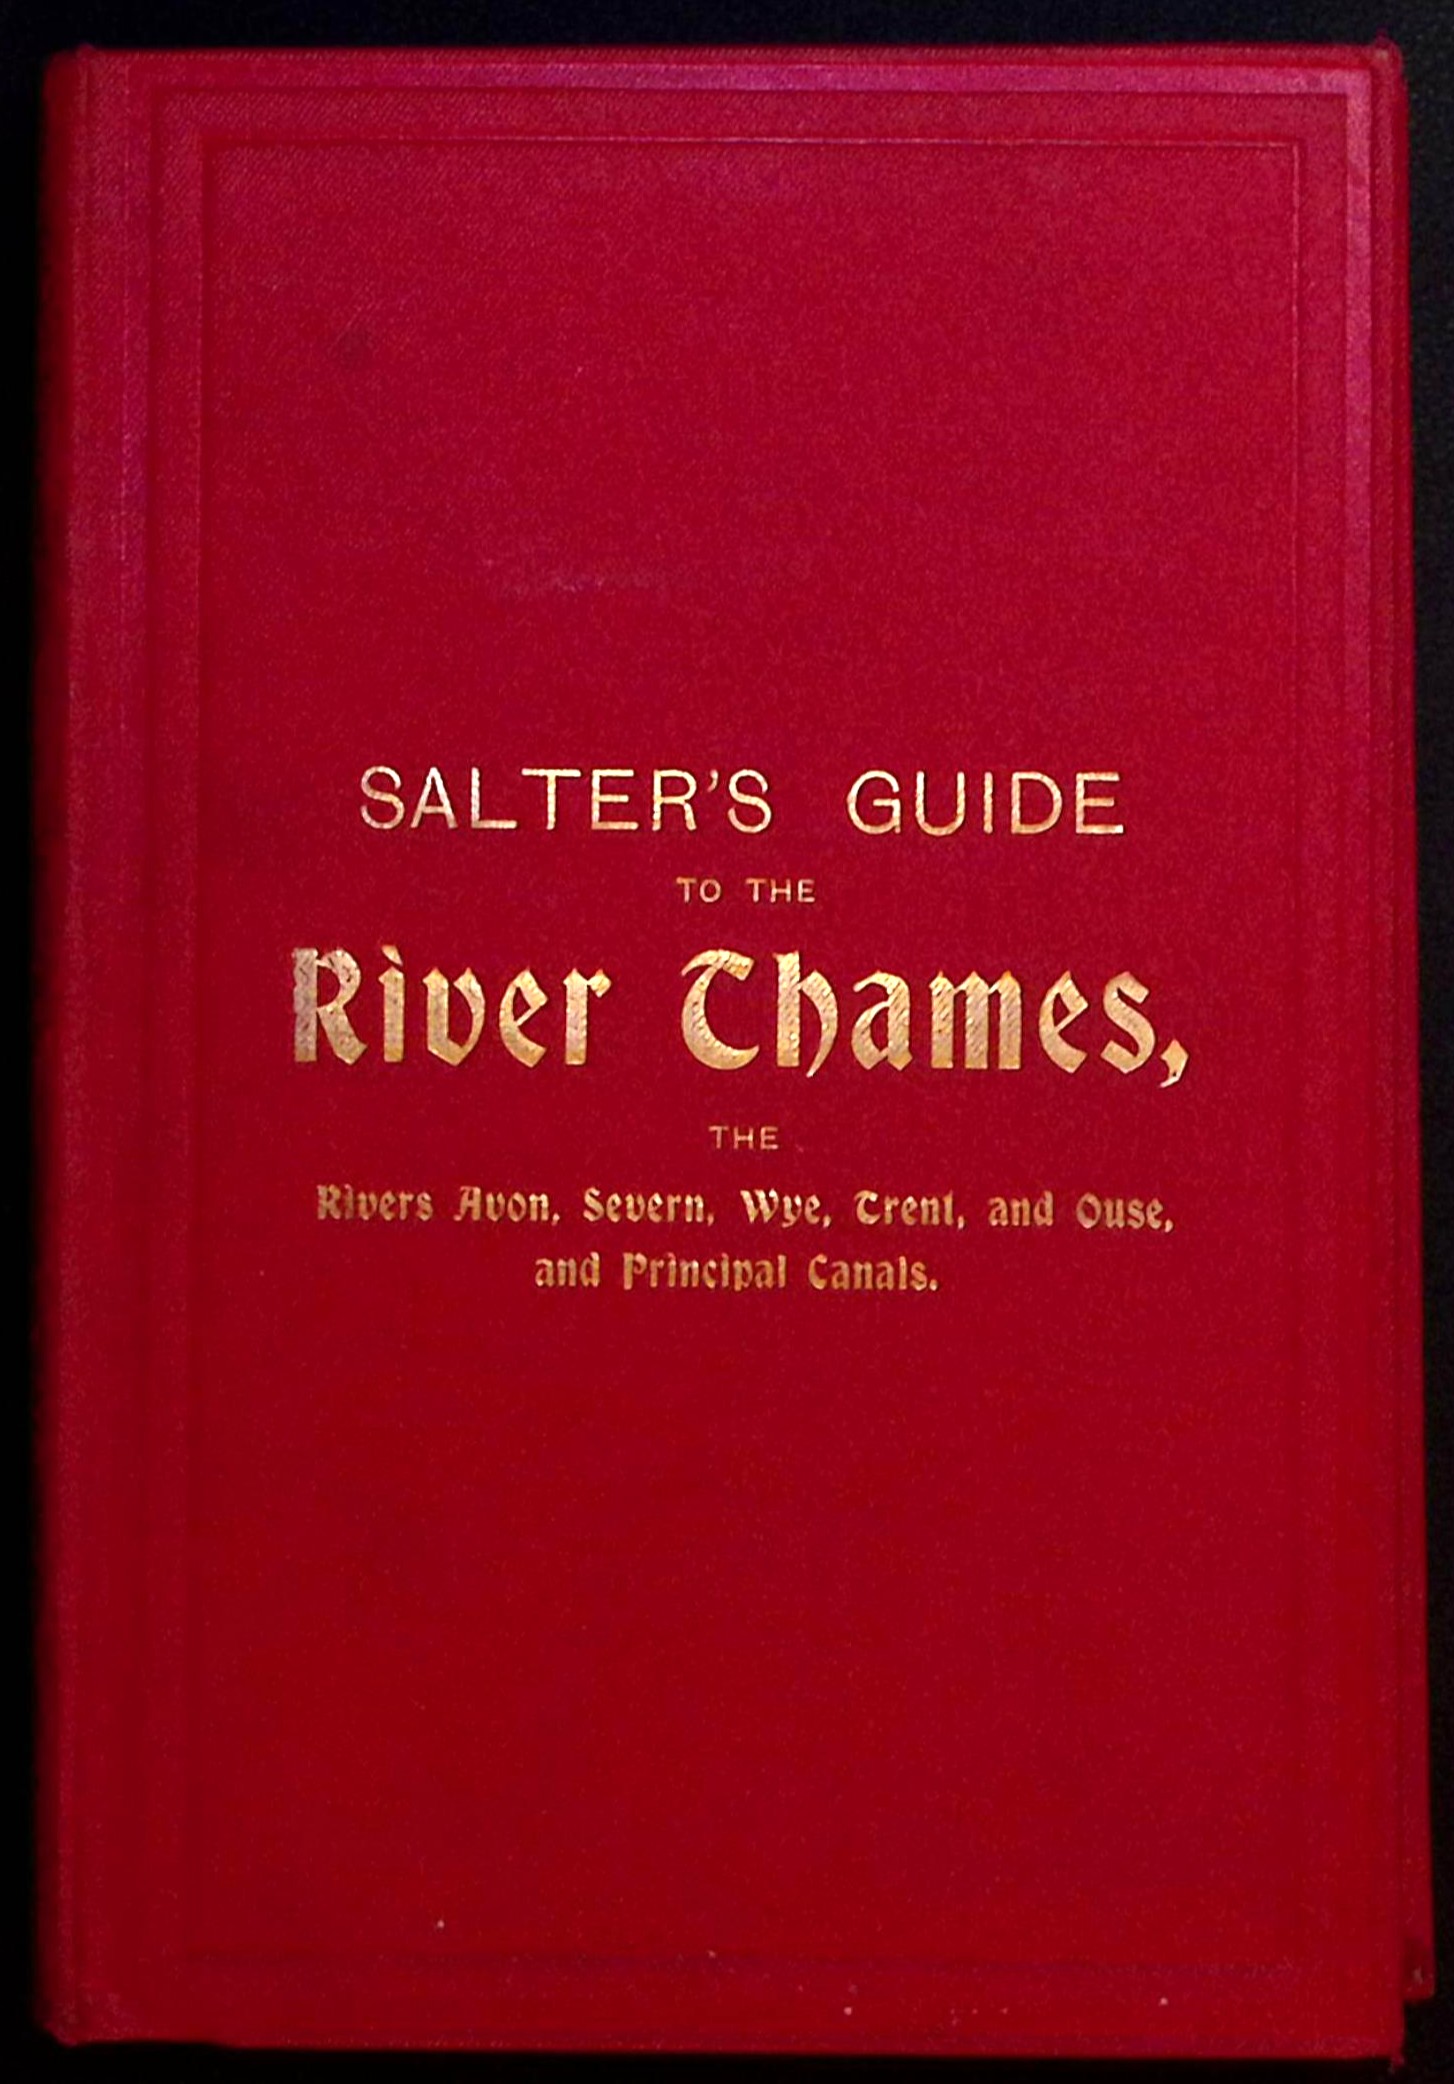 SALTER'S GUIDE
TO THE
River Thames,
THE
Rivers Avon, Severn, Wye, Trent, and Ouse,
and Principal Canals.